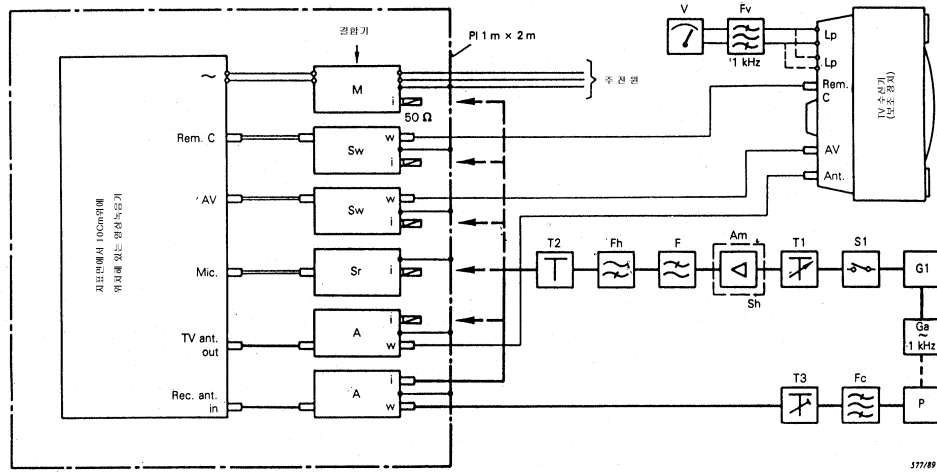 결합기
PI 1 m × 2 m
V
Fv
1 kHz
Lp
Lp
Rem.
C
AV
Ant.
TV 수신기
(보조 장치)
주 전 원
~
M
i
50 Ω
Rem. C
Sw
w
i
AV
Sw
w
i
Mic.
Sr
i
TV ant.
out
A
i
w
Rec. ant.
in
A
i
w
지표면에서 10Cm위에
위치해 있는 영상녹음기
T2
Fh
F
Am
Sh
T1
S1
G1
Ga
~
1 kHz
T3
Fc
P
577/89